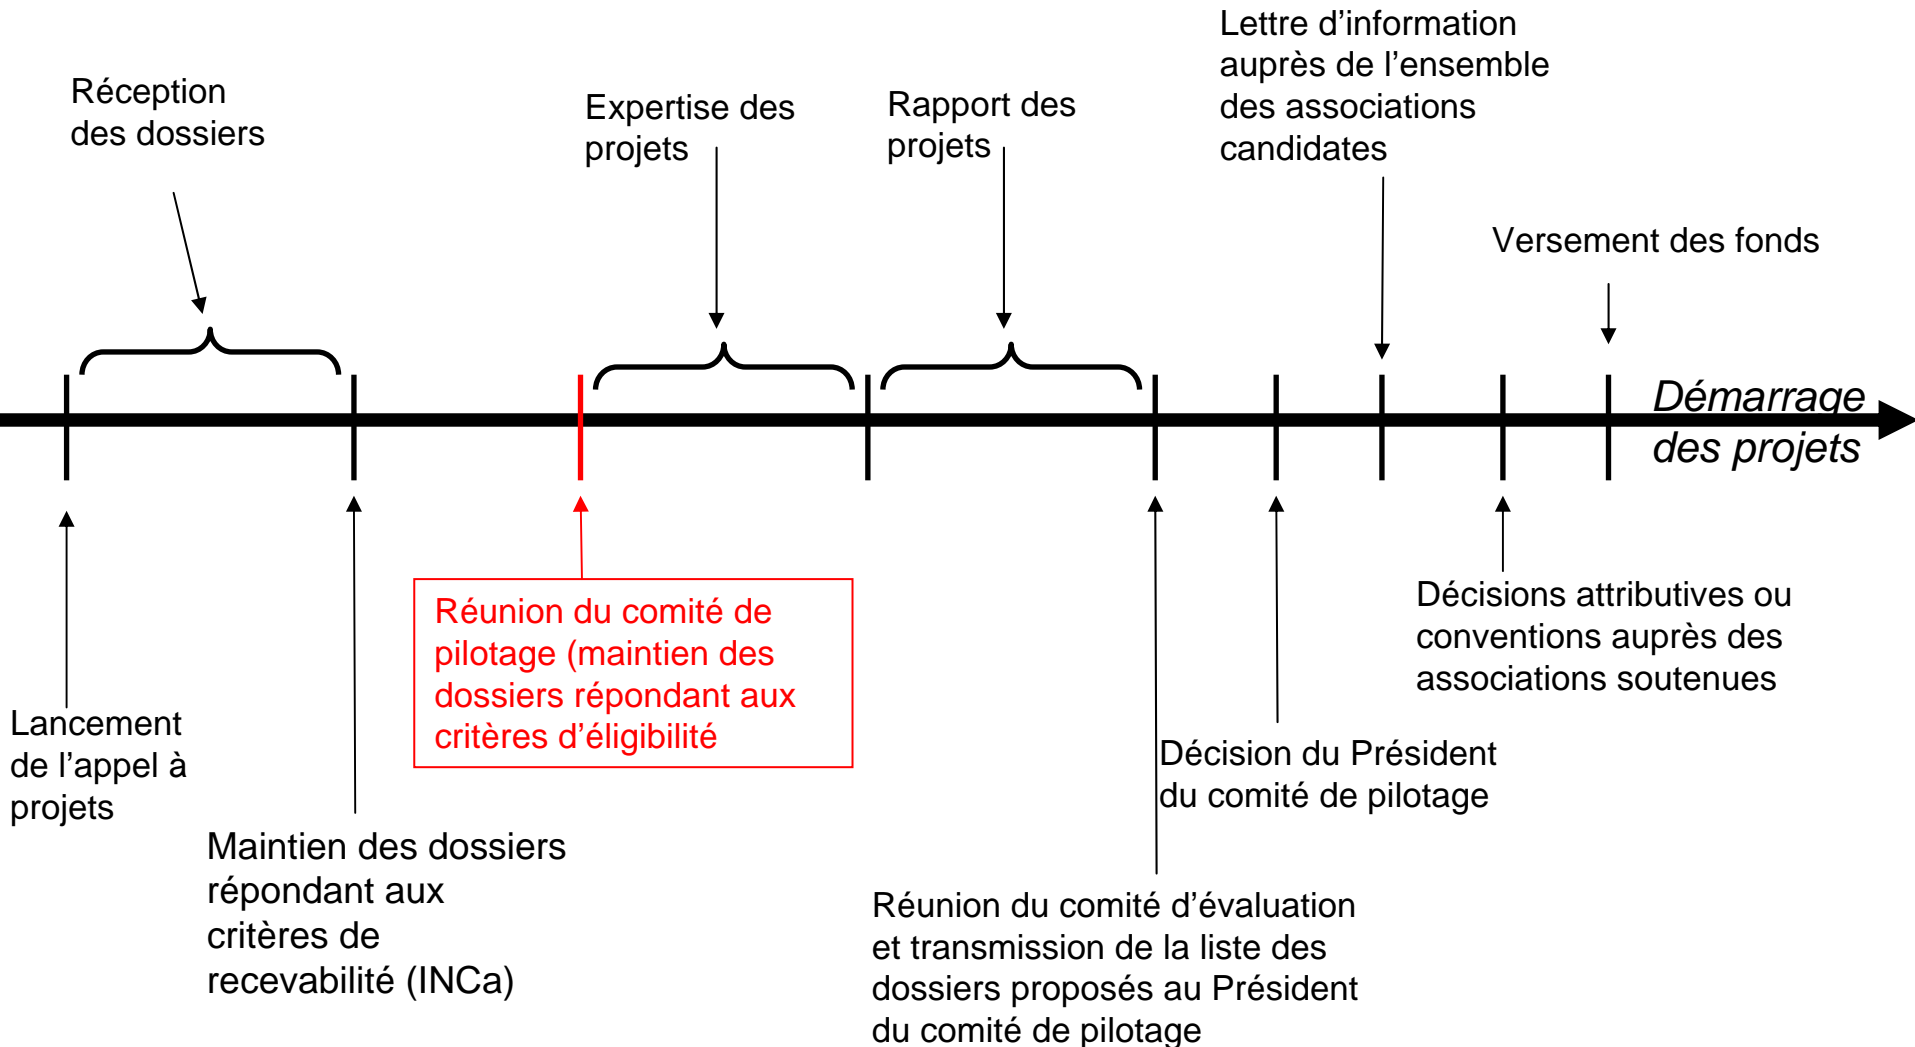 Réception
des dossiers
Expertise des
projets
Rapport des
projets
Lettre d’information
auprès de l’ensemble
des associations
candidates
Versement des fonds
Démarrage
des projets
Lancement
de l’appel à
projets
Maintien des dossiers
répondant aux
critères de
recevabilité (INCa)
Réunion du comité de
pilotage (maintien des
dossiers répondant aux
critères d’éligibilité
Réunion du comité d’évaluation
et transmission de la liste des
dossiers proposés au Président
du comité de pilotage
Décision du Président
du comité de pilotage
Décisions attributives ou
conventions auprès des
associations soutenues